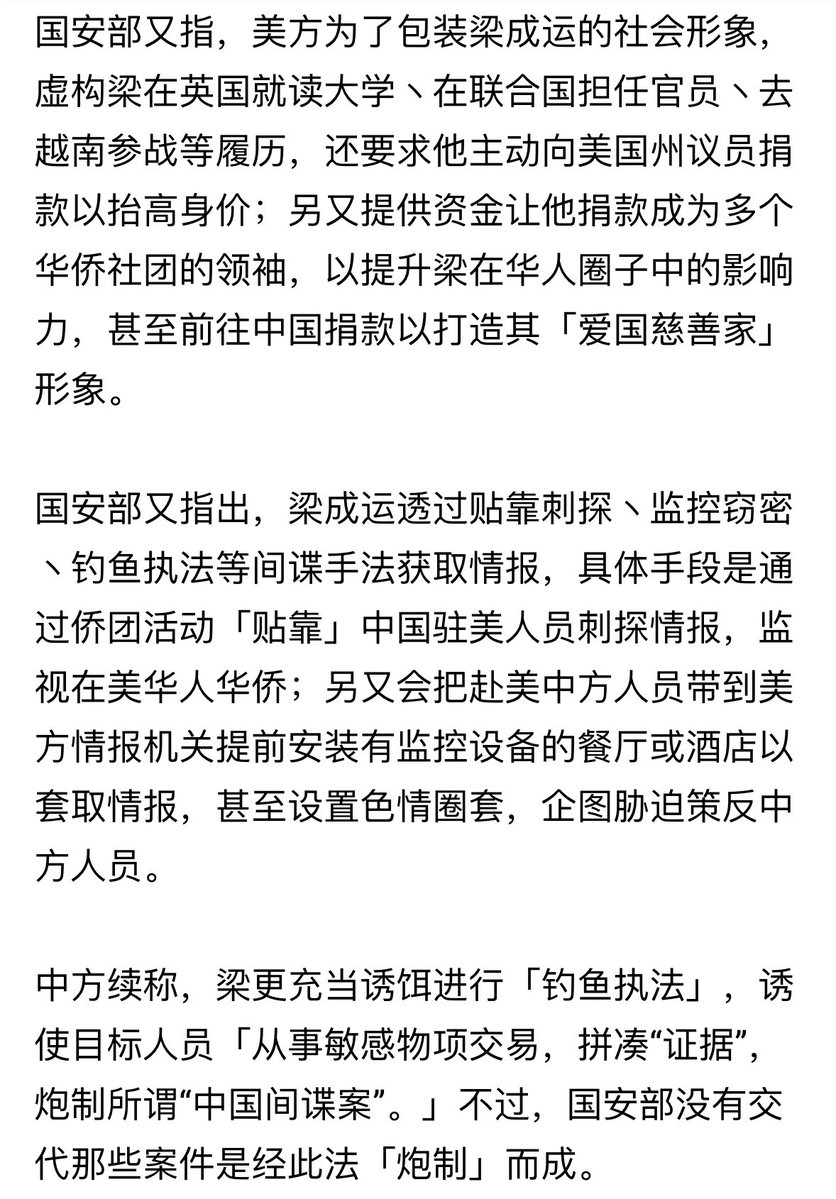 国安部又指，美方为了包装梁成运的社会形象，
虚构梁在英国就读大学丶在联合国担任官员丶去
越南参战等履历，还要求他主动向美国州议员捐
款以抬高身价；另又提供资金让他捐款成为多个
华侨社团的领袖，以提升梁在华人圈子中的影响
力，甚至前往中国捐款以打造其「爱国慈善家」
形象。
国安部又指出，梁成运透过贴靠刺探丶监控窃密
丶钓鱼执法等间谍手法获取情报，具体手段是通
过侨团活动「贴靠」中国驻美人员刺探情报，监
视在美华人华侨；另又会把赴美中方人员带到美
方情报机关提前安装有监控设备的餐厅或酒店以
套取情报，甚至设置色情圈套，企图胁迫策反中
方人员。
中方续称，梁更充当诱饵进行「钓鱼执法」，诱
使目标人员「从事敏感物项交易，拼凑“证据”，
炮制所谓“中国间谍案”。」不过，国安部没有交
代那些案件是经此法「炮制」而成。